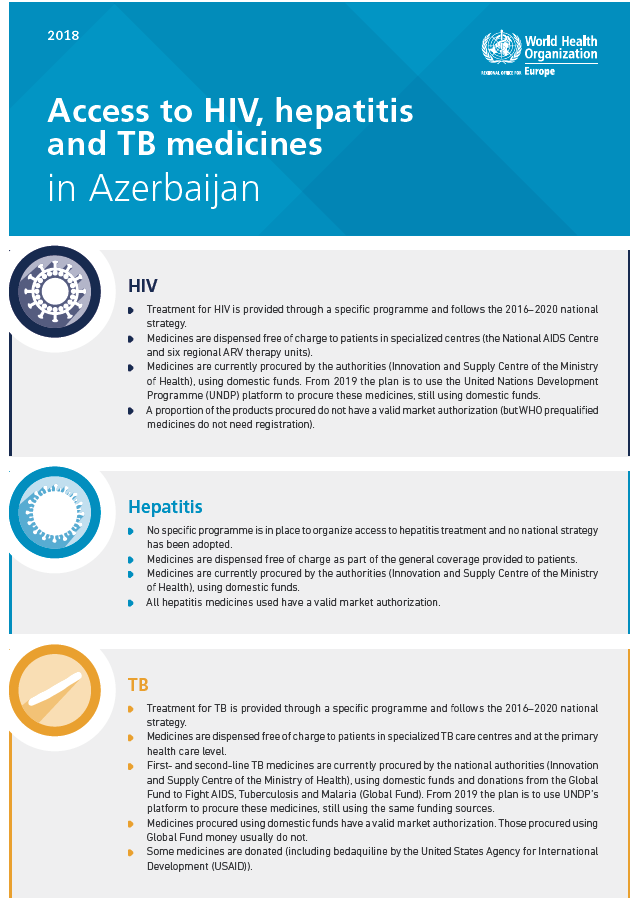 2018
World Health
Organization
REGIONAL OFFICE FOR Europe
Access to HIV, hepatitis
and TB medicines
in Azerbaijan
HIV
Treatment for HIV is provided through a specific programme and follows the 2016–2020 national
strategy.
Medicines are dispensed free of charge to patients in specialized centres (the National AIDS Centre
and six regional ARV therapy units).
Medicines are currently procured by the authorities (Innovation and Supply Centre of the Ministry
of Health), using domestic funds. From 2019 the plan is to use the United Nations Development
Programme (UNDP) platform to procure these medicines, still using domestic funds.
A proportion of the products procured do not have a valid market authorization (but WHO prequalified
medicines do not need registration).
Hepatitis
No specific programme is in place to organize access to hepatitis treatment and no national strategy
has been adopted.
Medicines are dispensed free of charge as part of the general coverage provided to patients.
Medicines are currently procured by the authorities (Innovation and Supply Centre of the Ministry
of Health), using domestic funds.
All hepatitis medicines used have a valid market authorization.
TB
Treatment for TB is provided through a specific programme and follows the 2016–2020 national
strategy.
Medicines are dispensed free of charge to patients in specialized TB care centres and at the primary
health care level.
First- and second-line TB medicines are currently procured by the national authorities (Innovation
and Supply Centre of the Ministry of Health), using domestic funds and donations from the Global
Fund to Fight AIDS, Tuberculosis and Malaria (Global Fund). From 2019 the plan is to use UNDP's
platform to procure these medicines, still using the same funding sources.
Medicines procured using domestic funds have a valid market authorization. Those procured using
Global Fund money usually do not.
Some medicines are donated (including bedaquiline by the United States Agency for International
Development (USAID)).